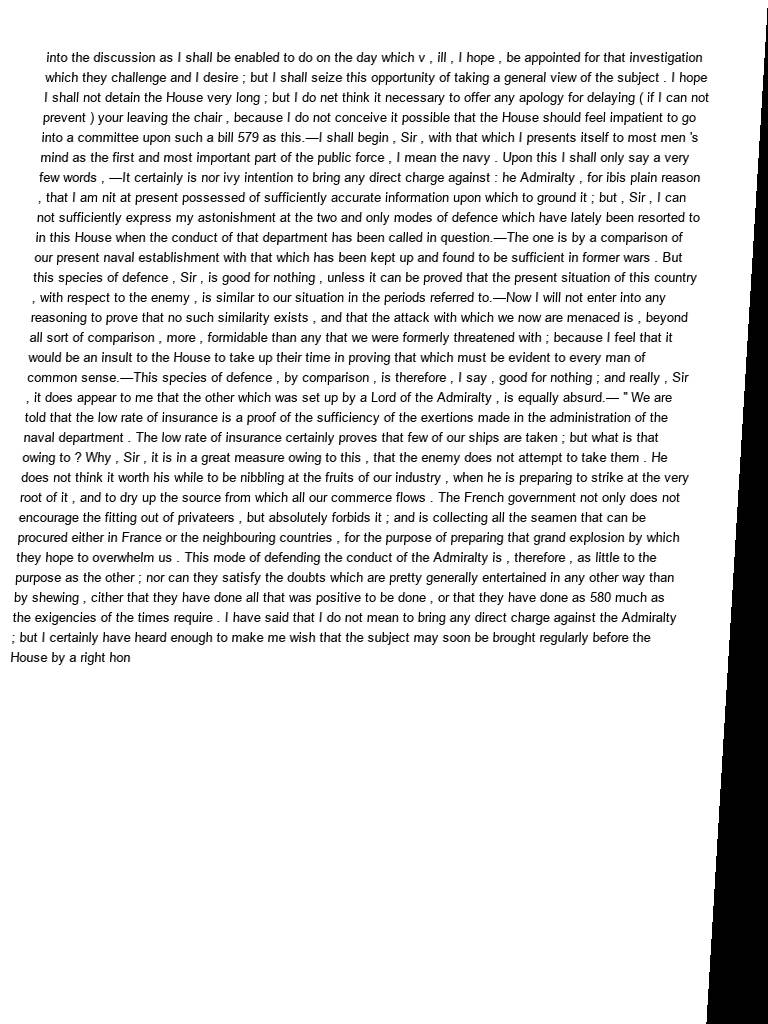 into the discussion as I shall be enabled to do on the day which v , ill , I hope , be appointed for that investigation
which they challenge and I desire ; but I shall seize this opportunity of taking a general view of the subject . I hope
I shall not detain the House very long ; but I do net think it necessary to offer any apology for delaying ( if I can not
prevent ) your leaving the chair , because I do not conceive it possible that the House should feel impatient to go
into a committee upon such a bill 579 as this.—I shall begin , Sir , with that which I presents itself to most men 's
mind as the first and most important part of the public force , I mean the navy . Upon this I shall only say a very
few words , —It certainly is nor ivy intention to bring any direct charge against : he Admiralty , for ibis plain reason
, that I am nit at present possessed of sufficiently accurate information upon which to ground it ; but , Sir , I can
not sufficiently express my astonishment at the two and only modes of defence which have lately been resorted to
in this House when the conduct of that department has been called in question.—The one is by a comparison of
our present naval establishment with that which has been kept up and found to be sufficient in former wars . But
this species of defence , Sir , is good for nothing , unless it can be proved that the present situation of this country
, with respect to the enemy , is similar to our situation in the periods referred to.—Now I will not enter into any
reasoning to prove that no such similarity exists , and that the attack with which we now are menaced is , beyond
all sort of comparison , more , formidable than any that we were formerly threatened with ; because I feel that it
would be an insult to the House to take up their time in proving that which must be evident to every man of
common sense.—This species of defence , by comparison , is therefore , I say , good for nothing ; and really , Sir
, it does appear to me that the other which was set up by a Lord of the Admiralty , is equally absurd.— " We are
told that the low rate of insurance is a proof of the sufficiency of the exertions made in the administration of the
naval department . The low rate of insurance certainly proves that few of our ships are taken ; but what is that
owing to ? Why , Sir , it is in a great measure owing to this , that the enemy does not attempt to take them . He
does not think it worth his while to be nibbling at the fruits of our industry , when he is preparing to strike at the very
root of it , and to dry up the source from which all our commerce flows . The French government not only does not
encourage the fitting out of privateers , but absolutely forbids it ; and is collecting all the seamen that can be
procured either in France or the neighbouring countries , for the purpose of preparing that grand explosion by which
they hope to overwhelm us . This mode of defending the conduct of the Admiralty is , therefore , as little to the
purpose as the other ; nor can they satisfy the doubts which are pretty generally entertained in any other way than
by shewing , cither that they have done all that was positive to be done , or that they have done as 580 much as
the exigencies of the times require . I have said that I do not mean to bring any direct charge against the Admiralty
; but I certainly have heard enough to make me wish that the subject may soon be brought regularly before the
House by a right hon